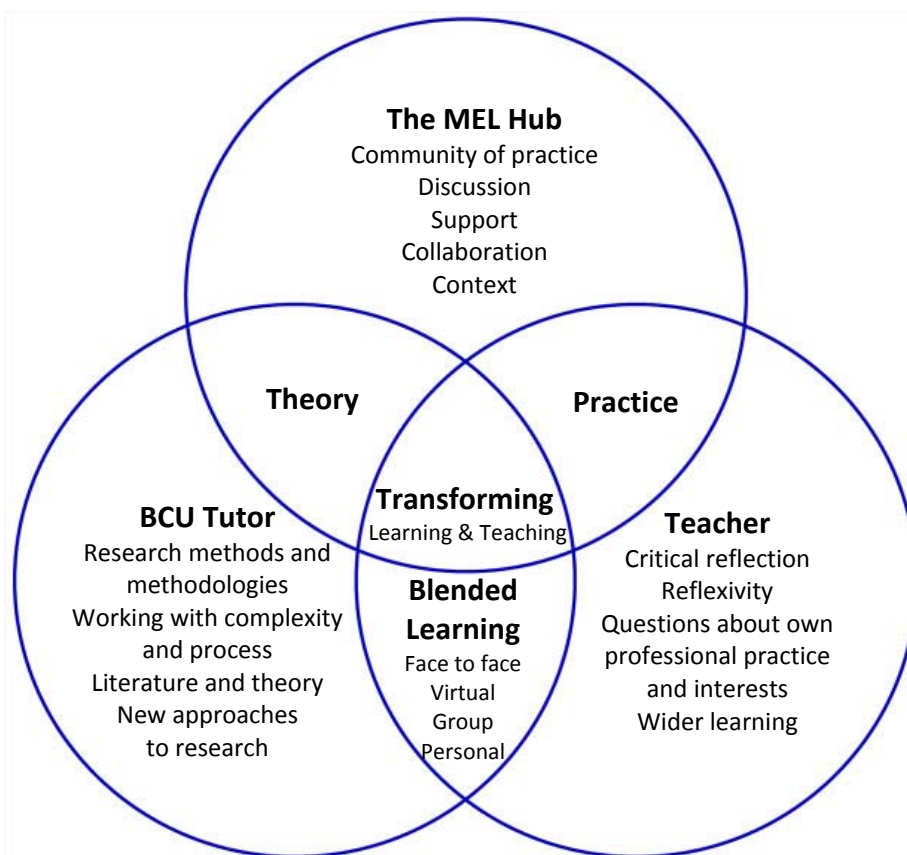 The MEL Hub
Community of practice
Discussion
Support
Collaboration
Context
Theory
Practice
Transforming
Learning & Teaching
BCU Tutor
Research methods and
methodologies
Working with complexity
and process
Literature and theory
New approaches
to research
Blended
Learning
Face to face
Virtual
Group
Personal
Teacher
Critical reflection
Reflexivity
Questions about own
professional practice
and interests
Wider learning